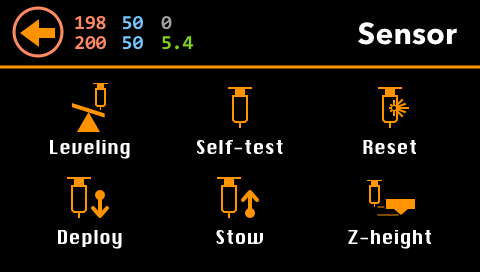 198 50 0
200 50 5.4
Sensor
Leveling Self-test Reset
Deploy Stow Z-height